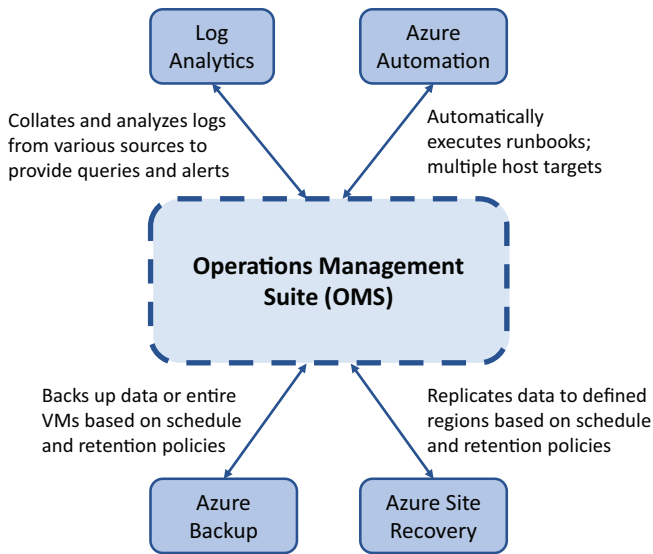 Log
Analytics
Azure
Automation
Collates and analyzes logs
from various sources to
provide queries and alerts
Automatically
executes runbooks;
multiple host targets
Operations Management
Suite (OMS)
Backs up data or entire
VMs based on schedule
and retention policies
Replicates data to defined
regions based on schedule
and retention policies
Azure
Backup
Azure Site
Recovery